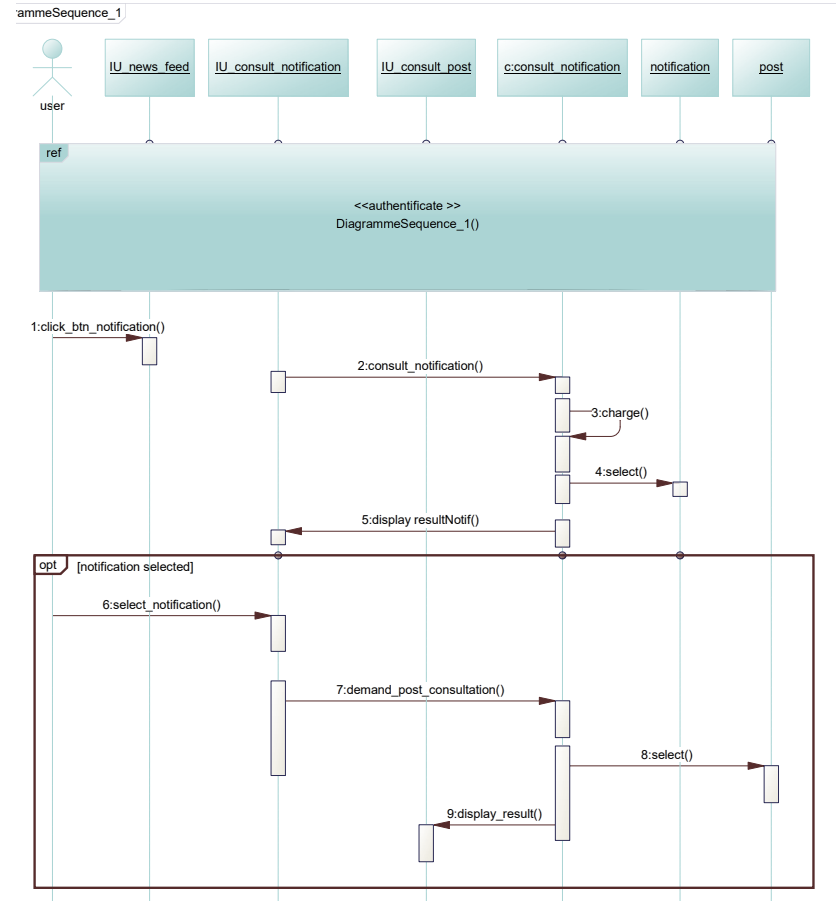 rammeSequence_1
IU_news_feed
IU_consult_notification
IU_consult_post
c:consult_notification
notification
post
user
ref
<<authentificate >>
DiagrammeSequence_1()
1:click_btn_notification()
2:consult_notification()
3:charge()
4:select()
5:display resultNotif()
opt
[notification selected]
6:select_notification()
7:demand_post_consultation()
8:select()
9:display_result()